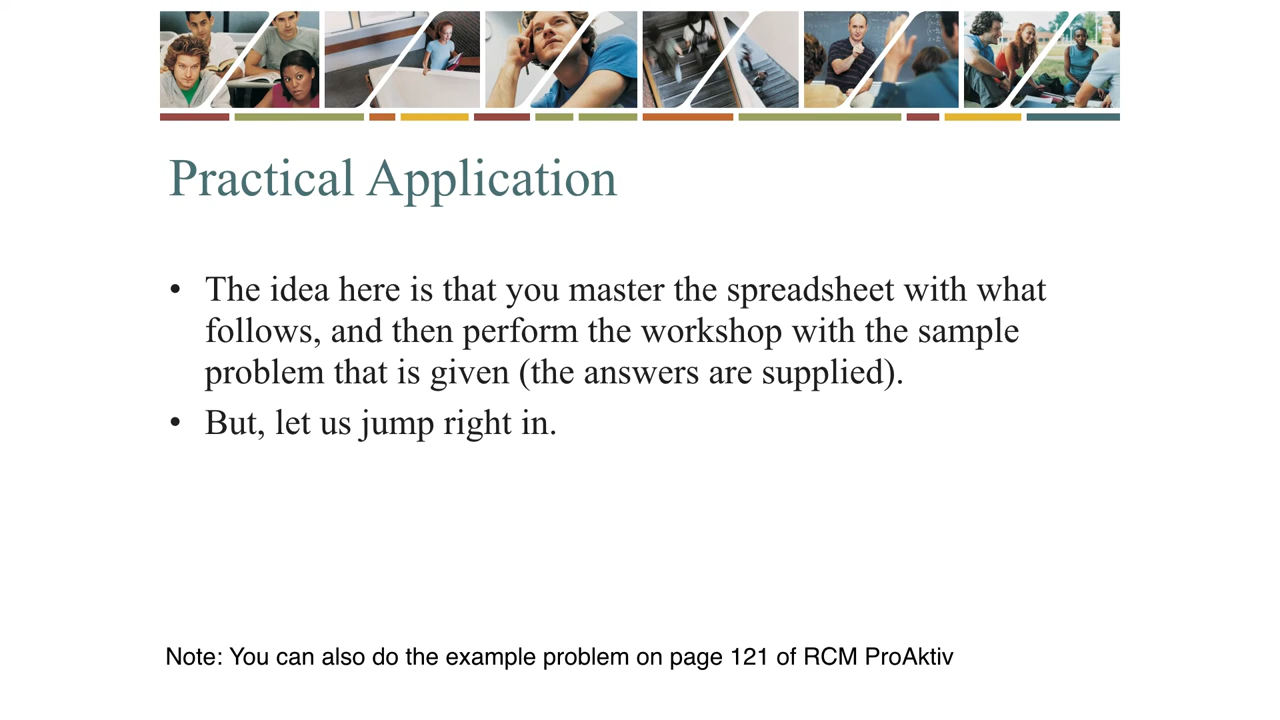 Practical Application
• The idea here is that you master the spreadsheet with what
follows, and then perform the workshop with the sample
problem that is given (the answers are supplied).
• But, let us jump right in.
Note: You can also do the example problem on page 121 of RCM ProAktiv